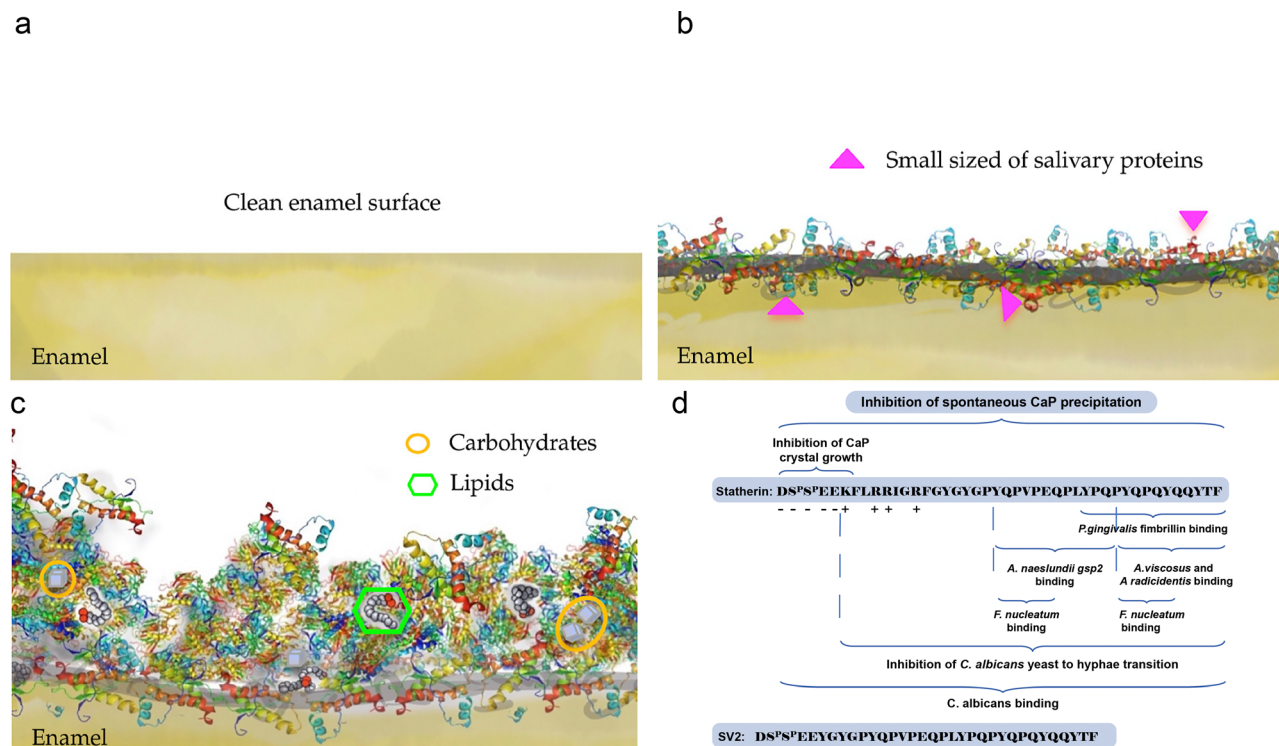 a
Clean enamel surface
Enamel
b
Small sized of salivary proteins
Enamel
c
Carbohydrates
Lipids
Enamel
d
Inhibition of spontaneous CaP precipitation
Inhibition of CaP
crystal growth
Statherin: DSᴾSᴾEEKFLRRIGRFGYGYGPYQPVPEQPLYPQPYQPQYQQYTF
- - - - - + + + +
P.gingivalis fimbrillin binding
A. naeslundii gsp2
binding
A.viscosus and
A radicidentis binding
F. nucleatum
binding
F. nucleatum
binding
Inhibition of C. albicans yeast to hyphae transition
C. albicans binding
SV2: DSᴾSᴾEEYGYGPYQPVPEQPLYPQPYQPQYQQYTF